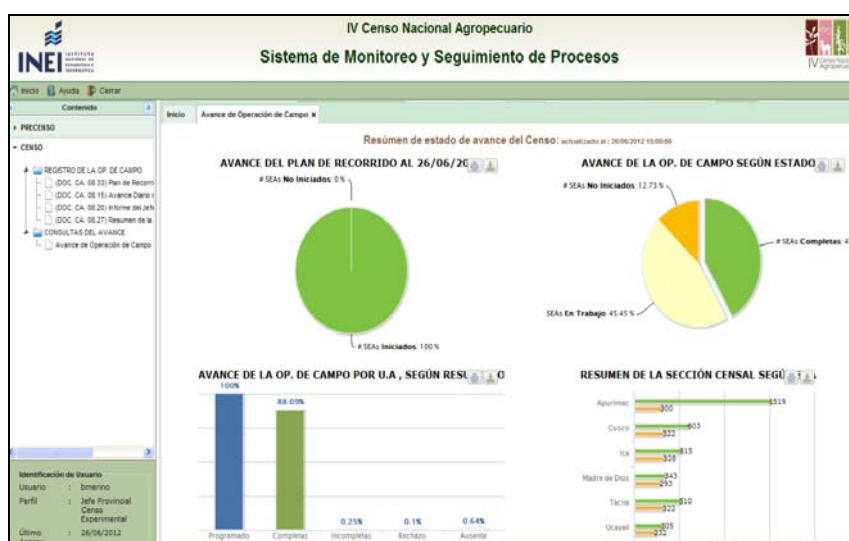 IV Censo Nacional Agropecuario
Sistema de Monitoreo y Seguimiento de Procesos
INEI
IV Censo Nacional
Agropecuar
Inicio Ayuda Cerrar
Contenido
PRECENSO
CENSO
REGISTRO DE LA OP. DE CAMPO
(DOC. CA. 08.33) Plan de Recorri
(DOC. CA. 08.15) Avance Diario d
(DOC. CA. 08.20) Informe del Jefe
(DOC. CA. 08.27) Resumen de la
CONSULTAS DEL AVANCE
Avance de Operación de Campo
Identificación de Usuario
Usuario : bmerino
Perfil : Jefe Provincial
Censo
Experimental
Último : 26/06/2012
Inicio Avance de Operación de Campo
Resúmen de estado de avance del Censo: actualizado al : 26/06/2012 15:00:00
AVANCE DEL PLAN DE RECORRIDO AL 26/06/20
# SEAs No Iniciados: 0 %
# SEAs Iniciados: 100 %
AVANCE DE LA OP. DE CAMPO SEGÚN ESTADO
# SEAs No Iniciados: 12.73 %
# SEAs Completas: 4
SEAs En Trabajo: 45.45 %
AVANCE DE LA OP. DE CAMPO POR U.A , SEGÚN RESU O
100%
88.09%
0.25%
0.1%
0.64%
Programado Completas Incompletas Rechazo Ausente
RESUMEN DE LA SECCIÓN CENSAL SEGÚ
Apurimac 1519
300
Cusco 603
322
Ica 515
328
Madre de Dios 343
293
Tacna 510
322
Ucayali 305
232